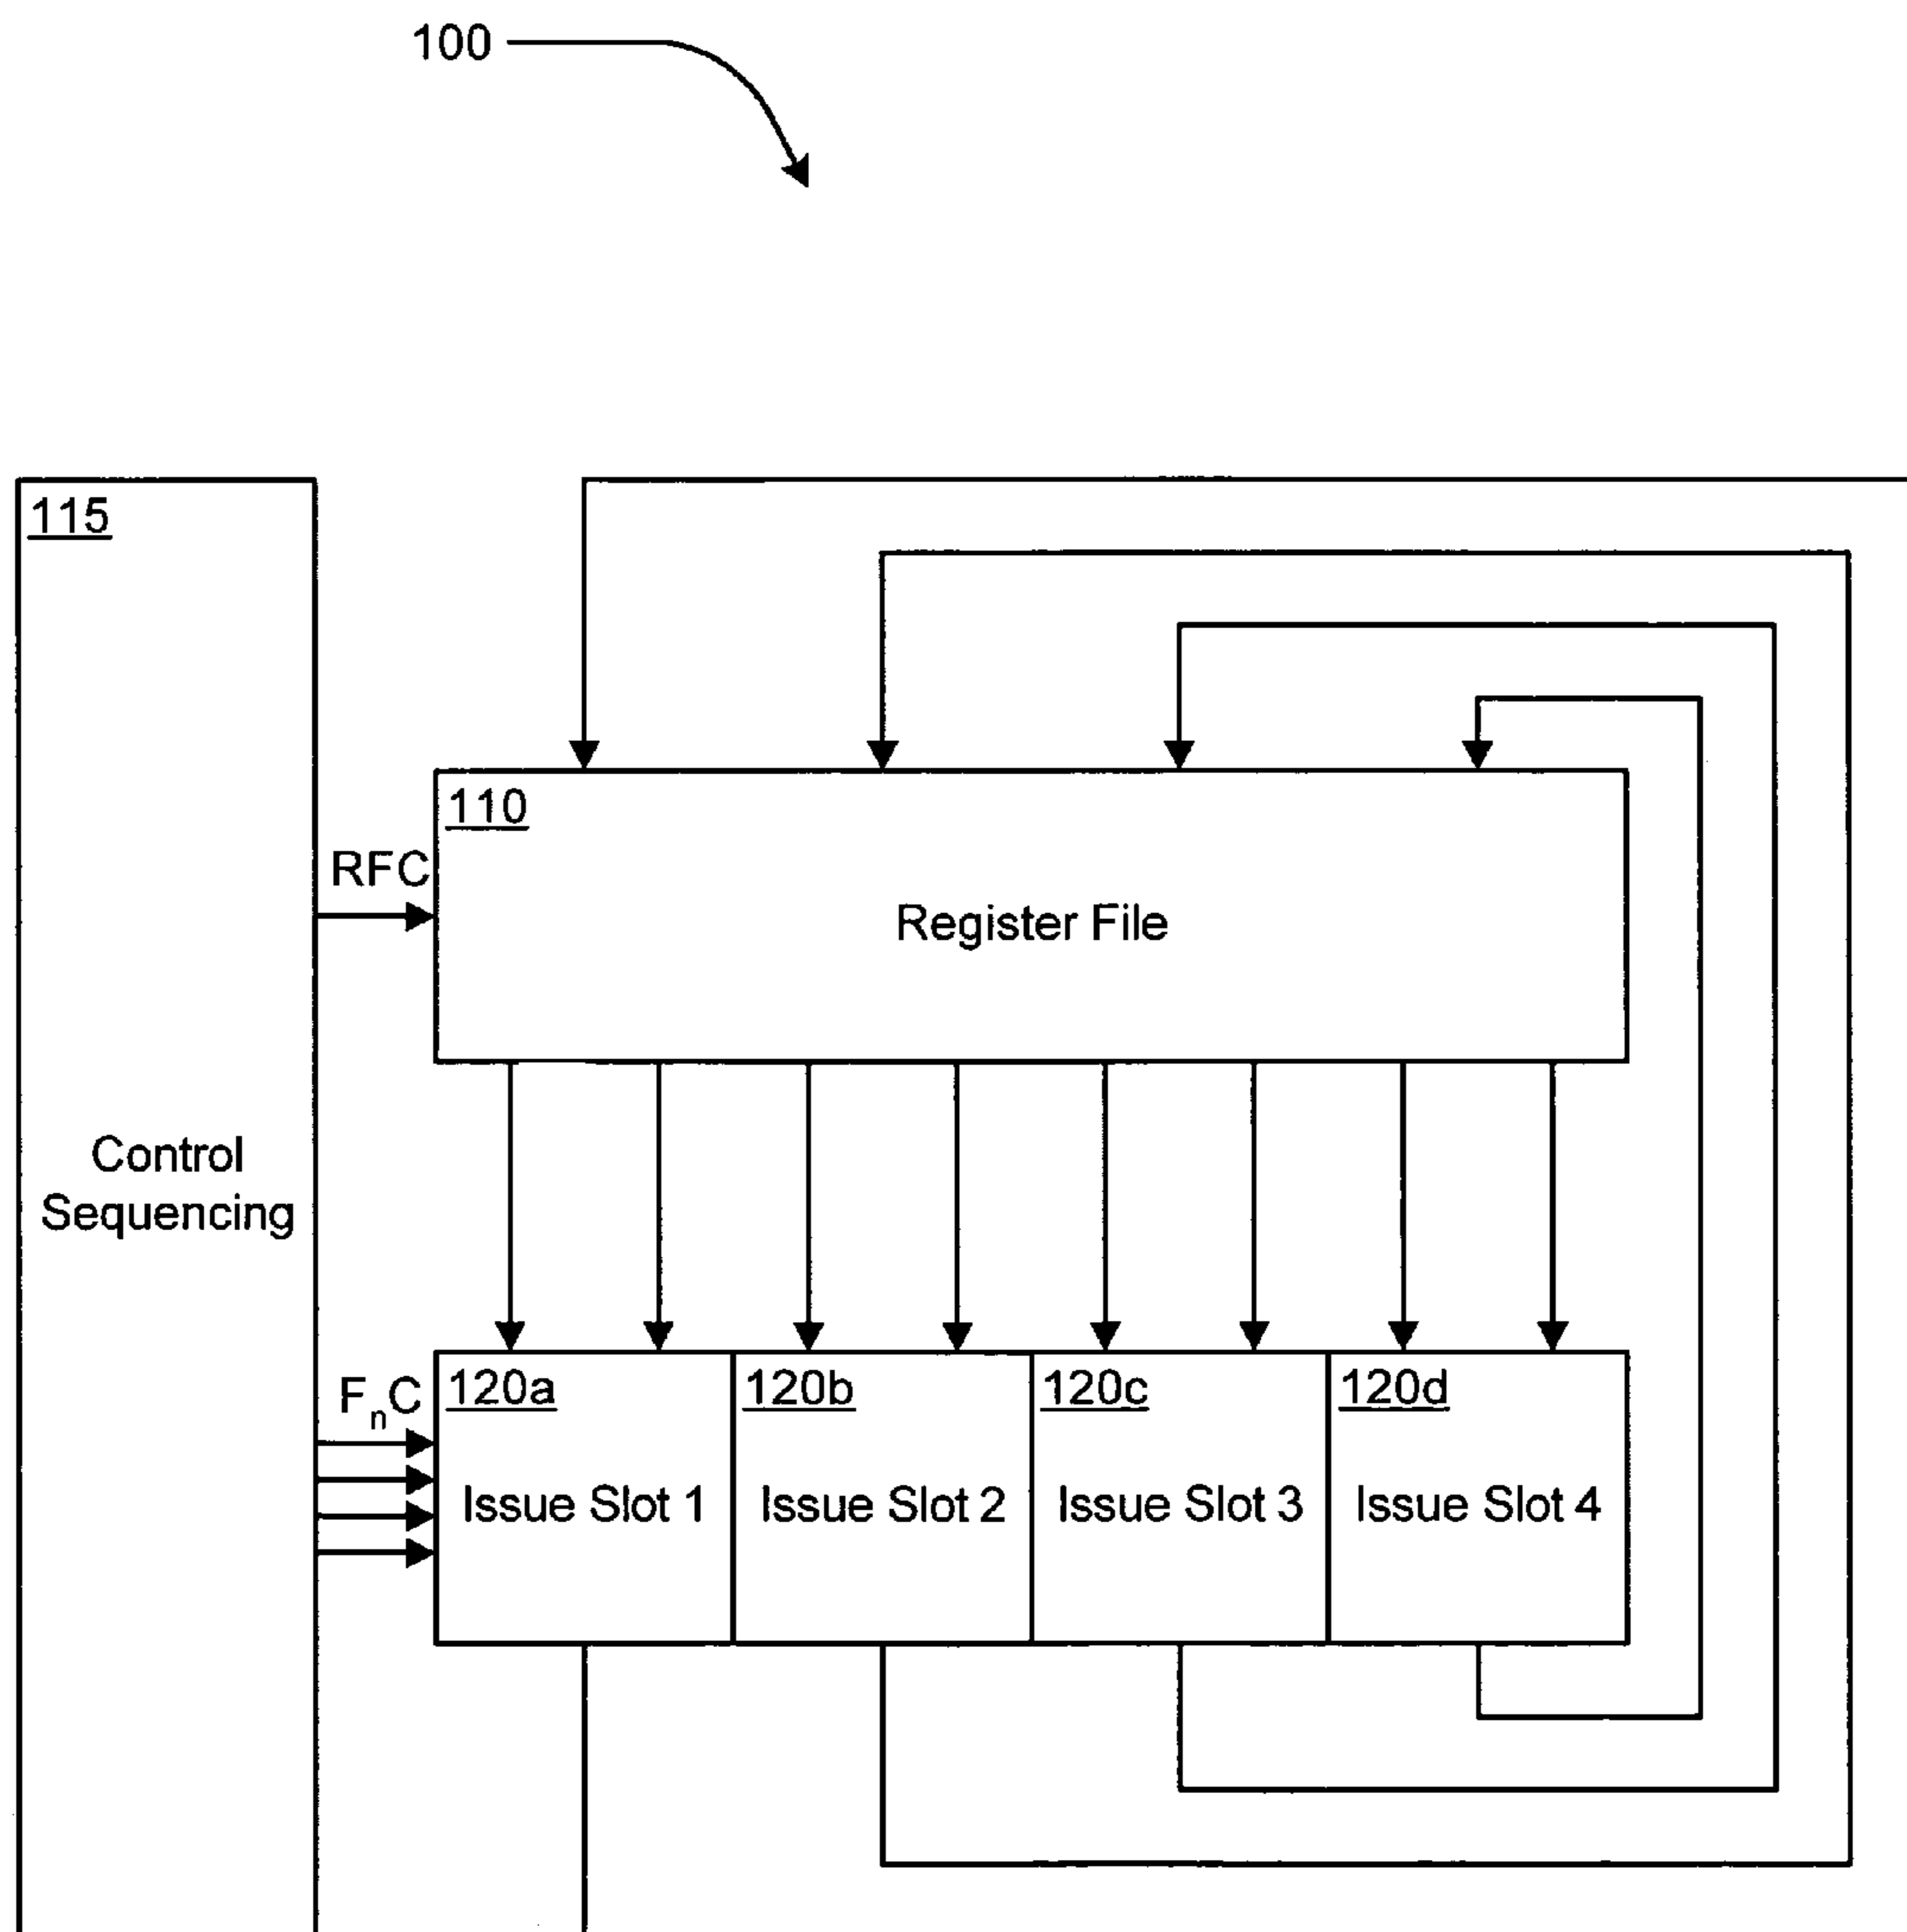 100
115
110
RFC
Register File
Control
Sequencing
FnC
120a
120b
120c
120d
Issue Slot 1
Issue Slot 2
Issue Slot 3
Issue Slot 4